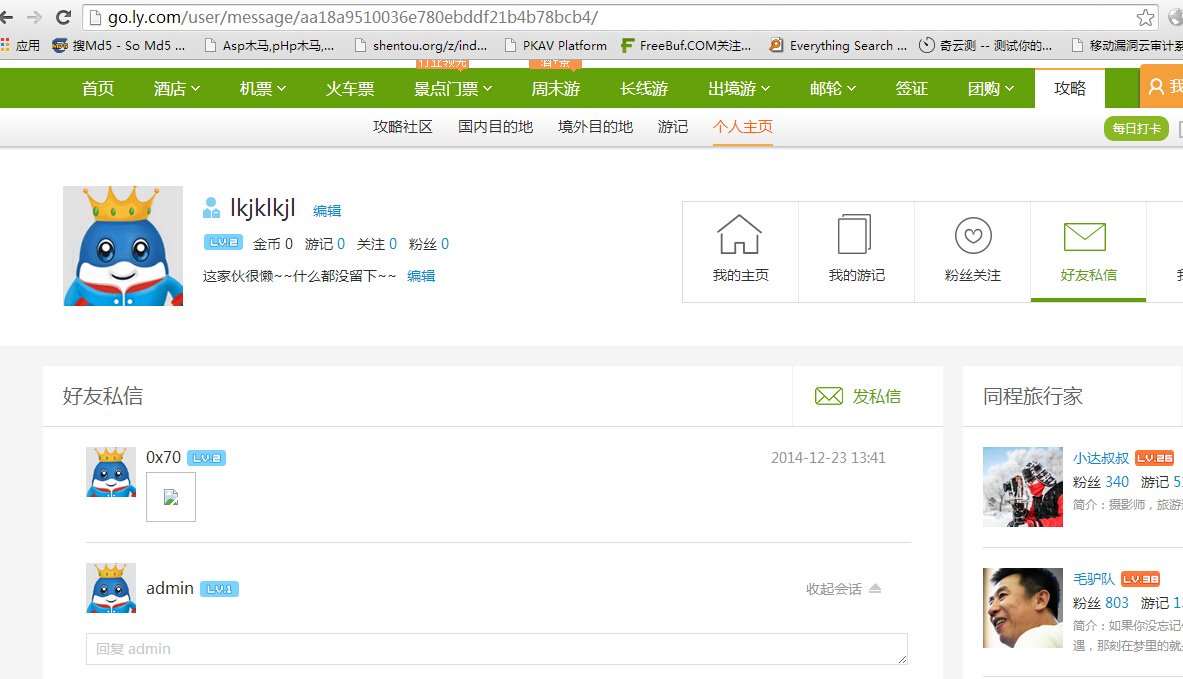 go.ly.com/user/message/aa18a9510036e780ebddf21b4b78bcb4/
应用 搜Md5 - So Md5 ... Asp木马,pHp木马,... shentou.org/z/ind... PKAV Platform FreeBuf.COM关注... Everything Search ... 奇云测 -- 测试你的... 移动漏洞云审计系
行业领先
首页 酒店 机票 火车票 景点门票 周末游 长线游 出境游 邮轮 签证 团购 攻略 我
攻略社区 国内目的地 境外目的地 游记 个人主页 每日打卡
lkjklkjl 编辑
LV.2 金币 0 游记 0 关注 0 粉丝 0
这家伙很懒~~什么都没留下~~ 编辑
我的主页 我的游记 粉丝关注 好友私信
好友私信 发私信 同程旅行家
0x70 LV.2 2014-12-23 13:41
小达叔叔 LV.26
粉丝 340 游记
简介：摄影师，旅游
admin LV.1 收起会话
毛驴队 LV.38
粉丝 803 游记
简介：如果你没忘记
遇，那刻在梦里的就
回复 admin